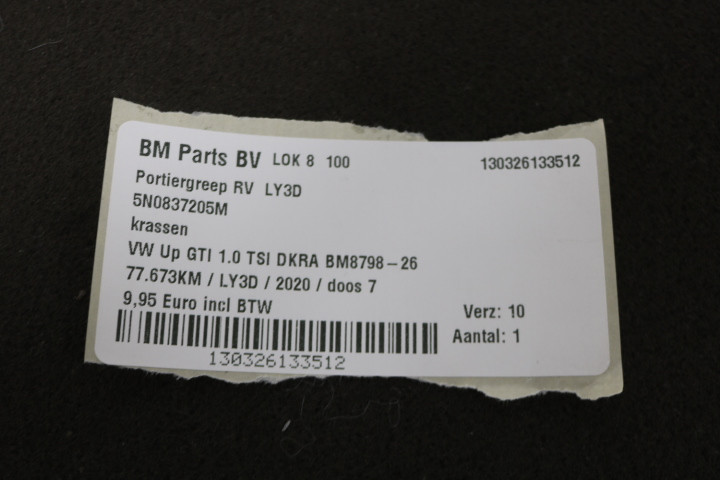 BM Parts BV LOK 8 100 130326133512
Portiergreep RV LY3D
5N0837205M
krassen
VW Up GTI 1.0 TSI DKRA BM8798-26
77.673KM / LY3D / 2020 / doos 7
9,95 Euro incl BTW Verz: 10
Aantal: 1
130326133512